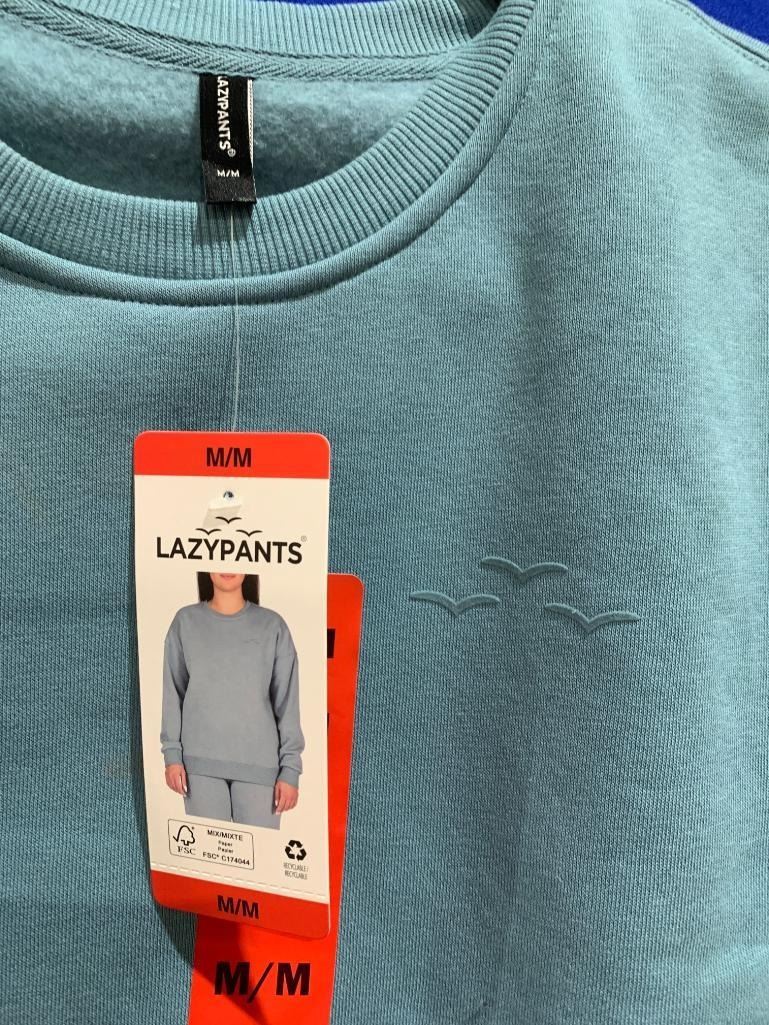 LAZYPANTS®
M/M
M/M
LAZYPANTS®
FSC
MIX/MIXTE
Paper
Papier
FSC® C174044
RECYCLABLE/
RECYCLABLE
M/M
M/M